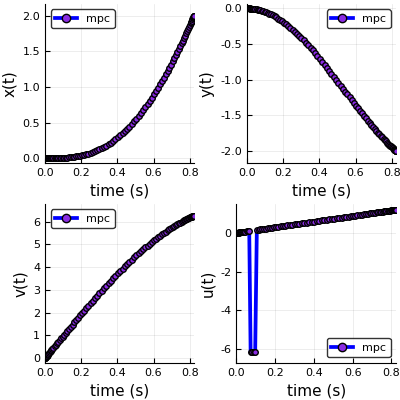 2.0
1.5
1.0
0.5
0.0
x(t)
mpc
0.0 0.2 0.4 0.6 0.8
time (s)
0.0
-0.5
-1.0
-1.5
-2.0
y(t)
mpc
0.0 0.2 0.4 0.6 0.8
time (s)
6
5
4
3
2
1
0
v(t)
mpc
0.0 0.2 0.4 0.6 0.8
time (s)
0
-2
-4
-6
u(t)
mpc
0.0 0.2 0.4 0.6 0.8
time (s)